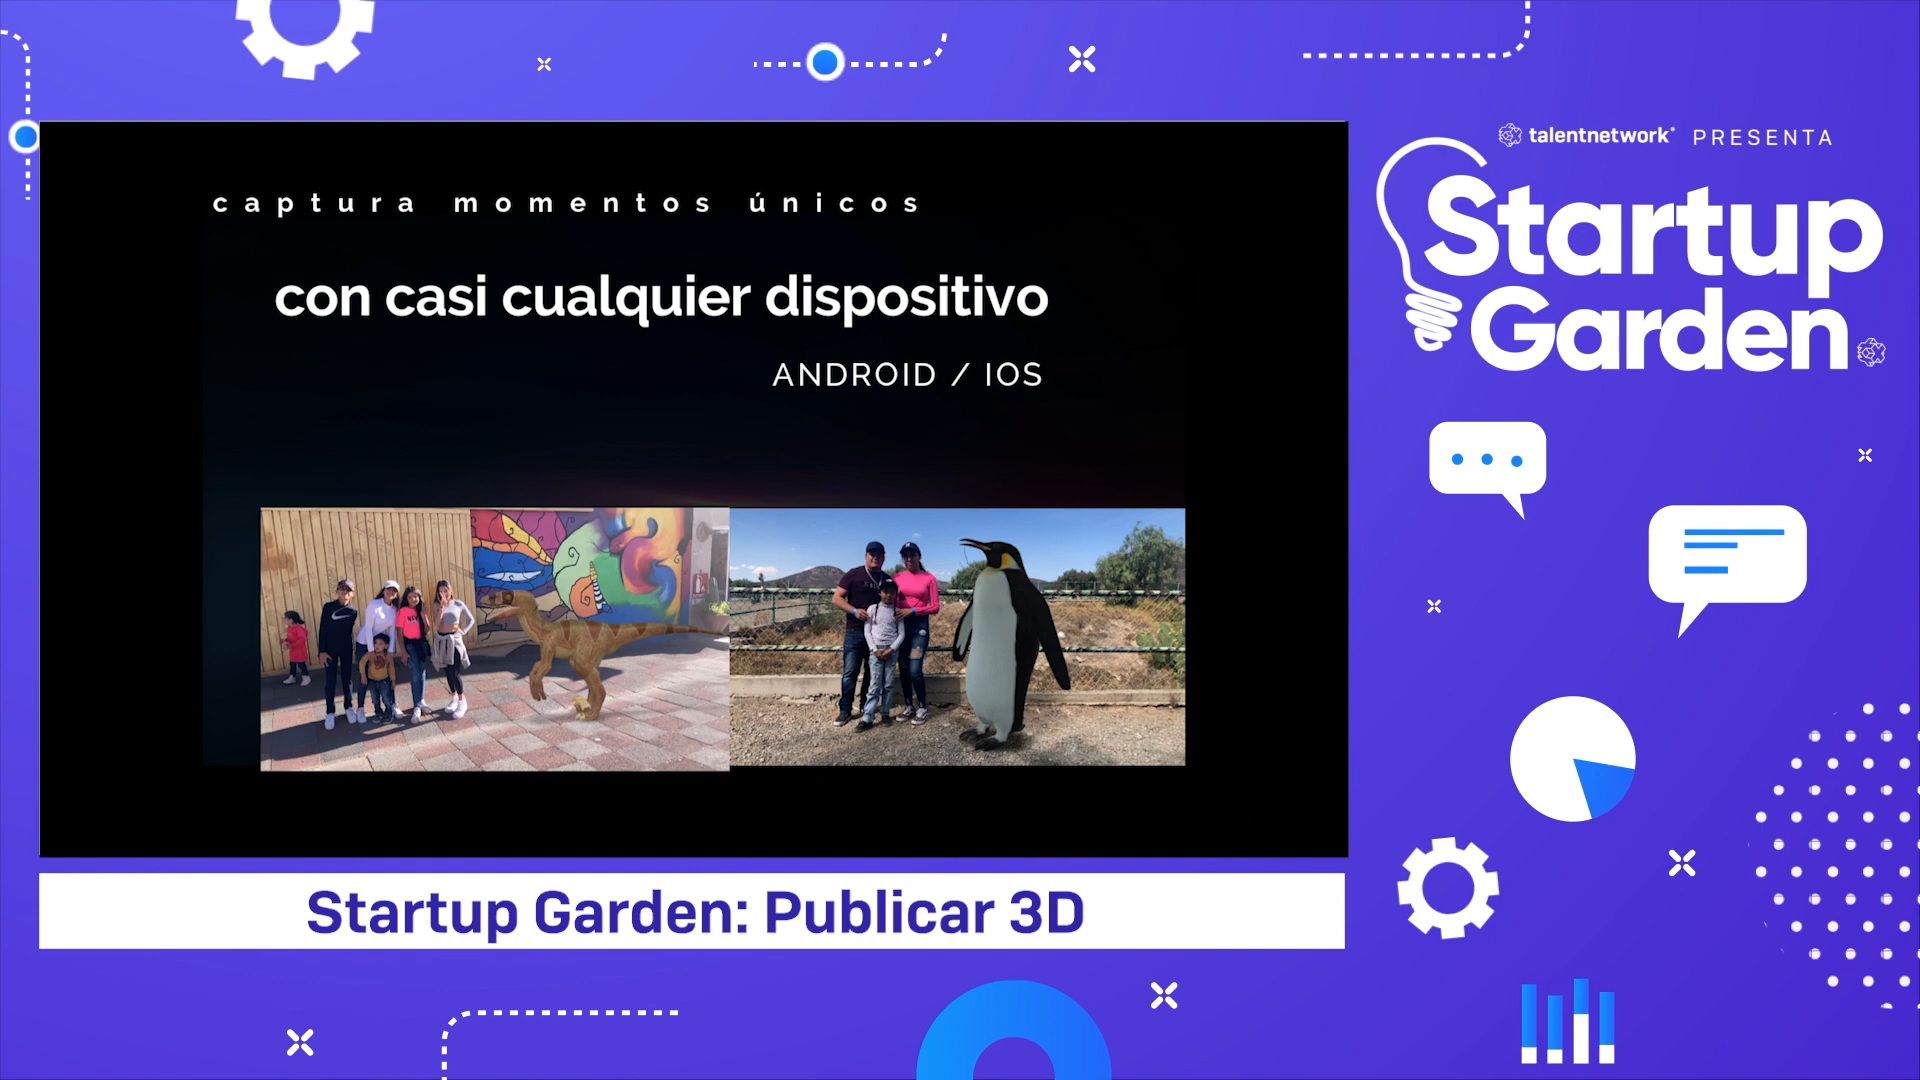 captura momentos únicos
con casi cualquier dispositivo
ANDROID / IOS
talentnetwork® PRESENTA
Startup
Garden
Startup Garden: Publicar 3D